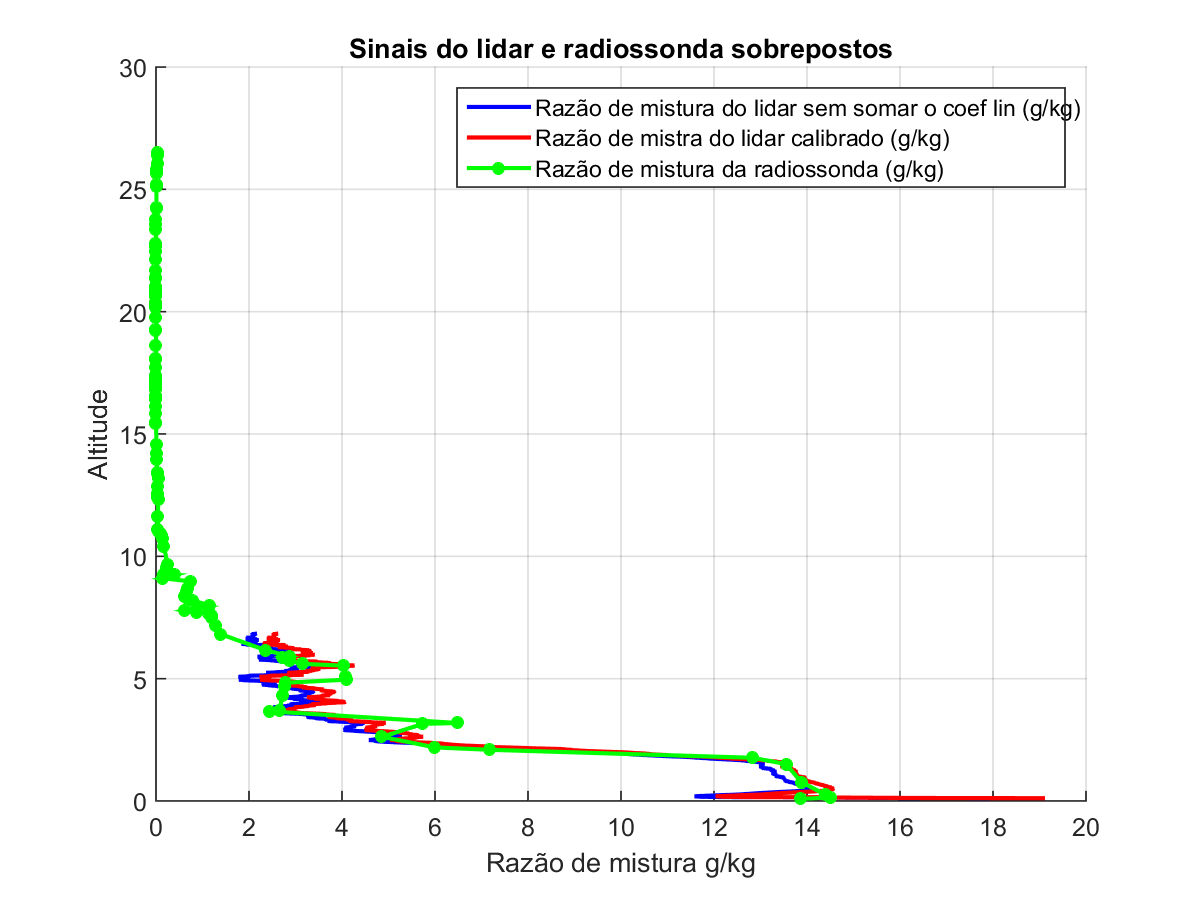 Sinais do lidar e radiossonda sobrepostos
30
Razão de mistura do lidar sem somar o coef lin (g/kg)
Razão de mistra do lidar calibrado (g/kg)
Razão de mistura da radiossonda (g/kg)
25
20
15
10
5
0
Altitude
0 2 4 6 8 10 12 14 16 18 20
Razão de mistura g/kg